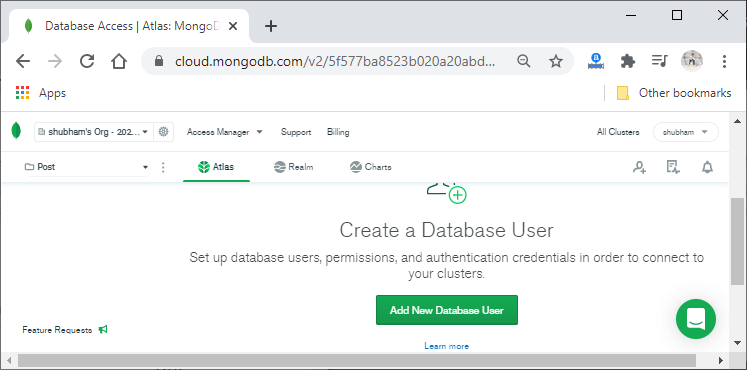 Database Access | Atlas: MongoD
cloud.mongodb.com/v2/5f577ba8523b020a20abd...
Apps
Other bookmarks
shubham's Org - 202...
Access Manager
Support
Billing
All Clusters
shubham
Post
Atlas
Realm
Charts
Create a Database User
Set up database users, permissions, and authentication credentials in order to connect to
your clusters.
Add New Database User
Feature Requests
Learn more